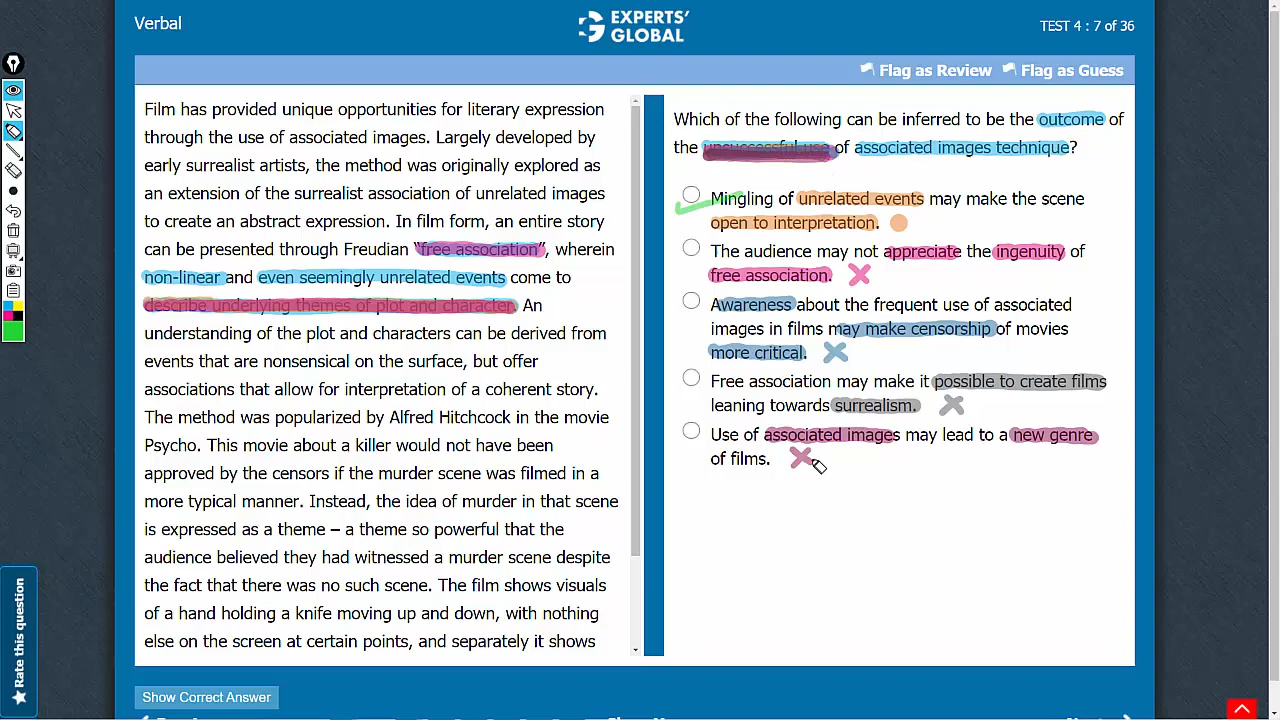 Verbal
EXPERTS'
GLOBAL
TEST 4 : 7 of 36
Flag as Review
Flag as Guess
Film has provided unique opportunities for literary expression
through the use of associated images. Largely developed by
early surrealist artists, the method was originally explored as
an extension of the surrealist association of unrelated images
to create an abstract expression. In film form, an entire story
can be presented through Freudian “free association”, wherein
non-linear and even seemingly unrelated events come to
describe underlying themes of plot and character. An
understanding of the plot and characters can be derived from
events that are nonsensical on the surface, but offer
associations that allow for interpretation of a coherent story.
The method was popularized by Alfred Hitchcock in the movie
Psycho. This movie about a killer would not have been
approved by the censors if the murder scene was filmed in a
more typical manner. Instead, the idea of murder in that scene
is expressed as a theme – a theme so powerful that the
audience believed they had witnessed a murder scene despite
the fact that there was no such scene. The film shows visuals
of a hand holding a knife moving up and down, with nothing
else on the screen at certain points, and separately it shows
Which of the following can be inferred to be the outcome of
the unsuccessful use of associated images technique?
Mingling of unrelated events may make the scene
open to interpretation.
The audience may not appreciate the ingenuity of
free association.
Awareness about the frequent use of associated
images in films may make censorship of movies
more critical.
Free association may make it possible to create films
leaning towards surrealism.
Use of associated images may lead to a new genre
of films.
Rate this question
Show Correct Answer